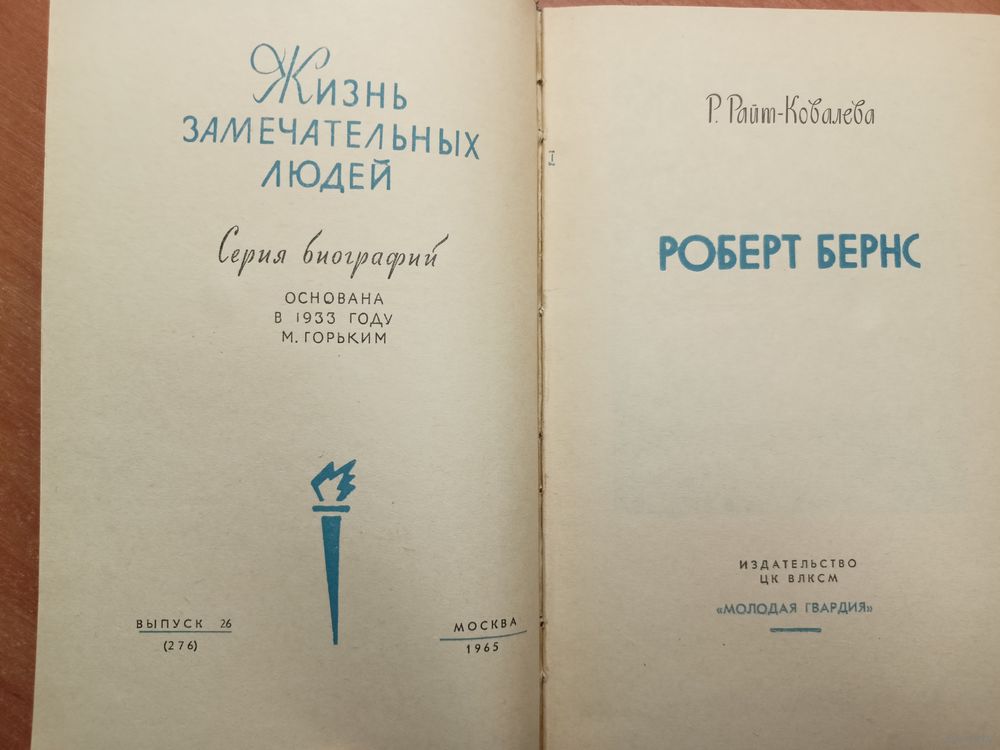 Жизнь
ЗАМЕЧАТЕЛЬНЫХ
ЛЮДЕЙ
Серия биографий
ОСНОВАНА
В 1933 ГОДУ
М. ГОРЬКИМ
ВЫПУСК 26
(276)
МОСКВА
1965
Р. Райт-Ковалева
РОБЕРТ БЕРНС
ИЗДАТЕЛЬСТВО
ЦК ВЛКСМ
«МОЛОДАЯ ГВАРДИЯ»